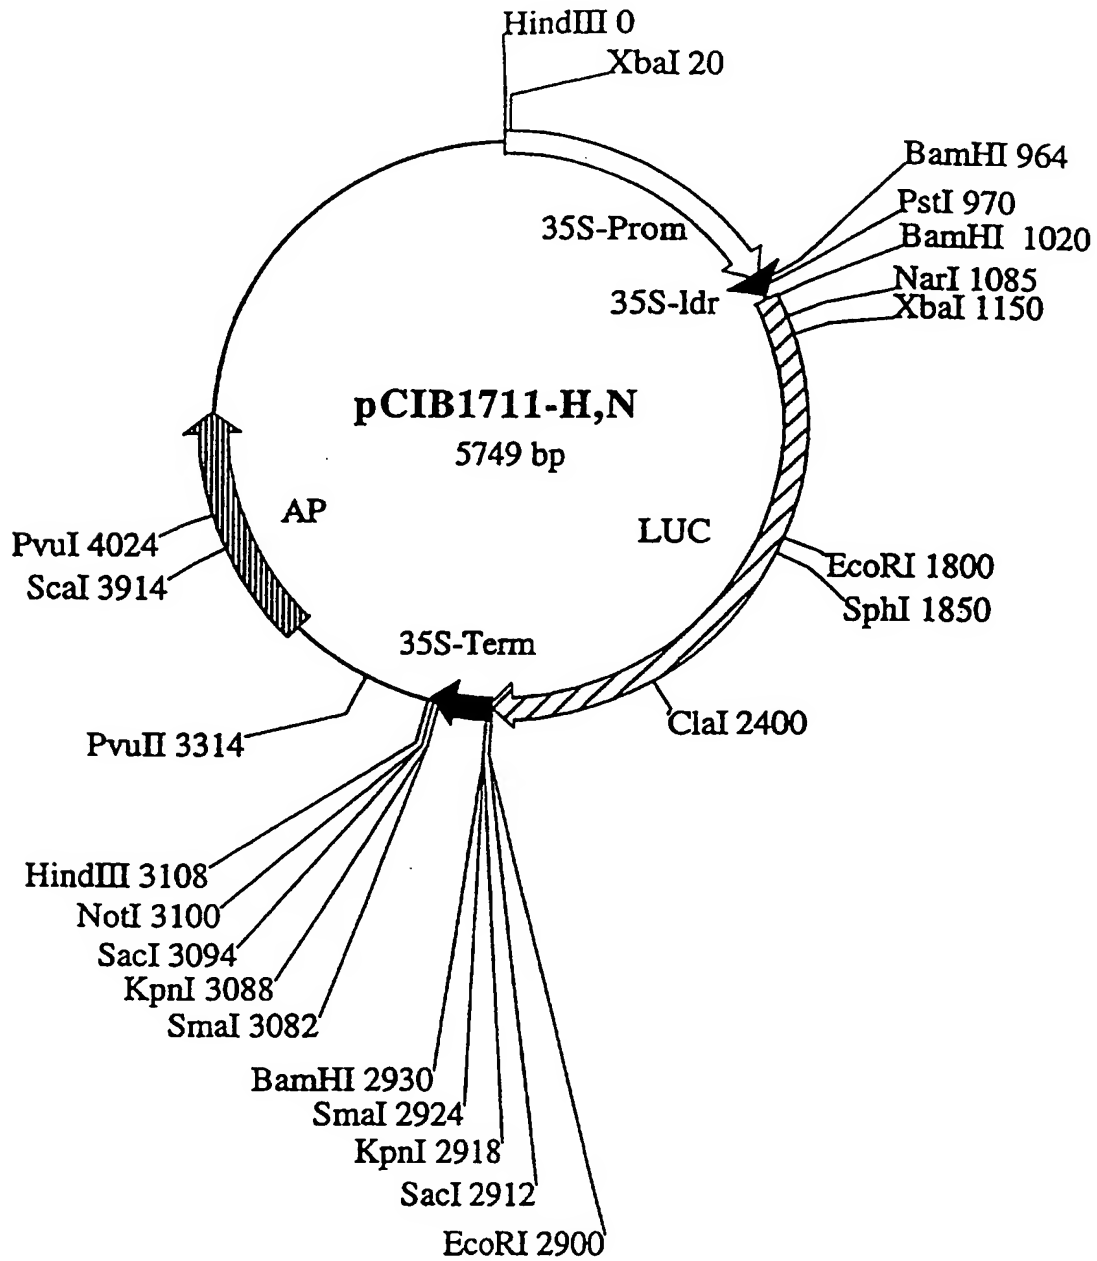 HindIII 0
XbaI 20
BamHI 964
PstI 970
BamHI 1020
NarI 1085
XbaI 1150
35S-Prom
35S-ldr
pCIB1711-H,N
5749 bp
AP
LUC
PvuI 4024
ScaI 3914
EcoRI 1800
SphI 1850
35S-Term
ClaI 2400
PvuII 3314
HindIII 3108
NotI 3100
SacI 3094
KpnI 3088
SmaI 3082
BamHI 2930
SmaI 2924
KpnI 2918
SacI 2912
EcoRI 2900